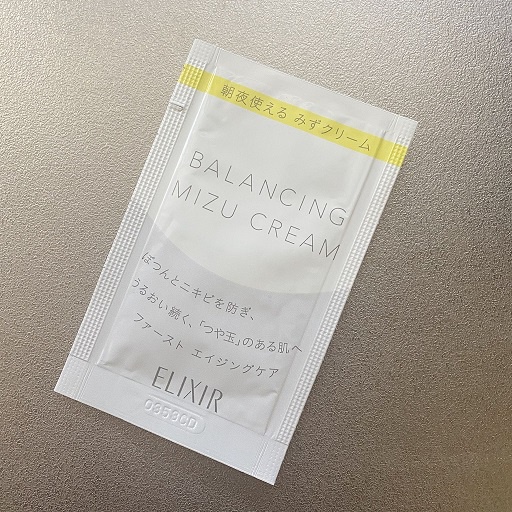 朝夜使える みずクリーム
BALANCING
MIZU CREAM
ぽつんとニキビを防ぎ、
うるおい続く、「つや玉」のある肌へ
ファースト エイジングケア
ELIXIR
0353CD